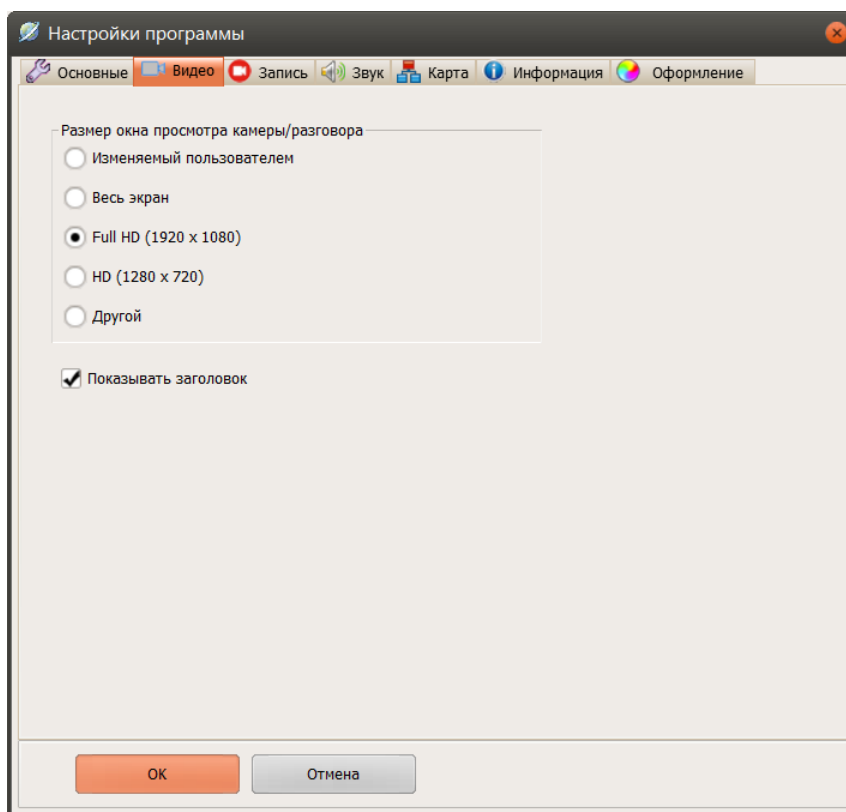 Настройки программы
Основные Видео Запись Звук Карта Информация Оформление
Размер окна просмотра камеры/разговора
Изменяемый пользователем
Весь экран
Full HD (1920 x 1080)
HD (1280 x 720)
Другой
Показывать заголовок
ОК Отмена